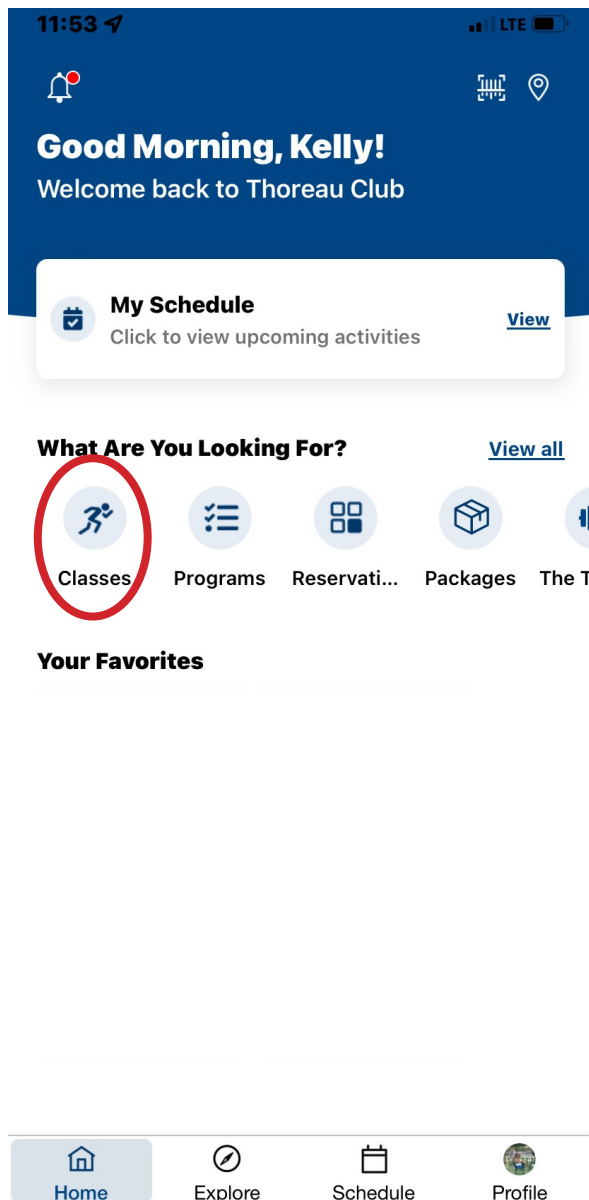 11:53
LTE
Good Morning, Kelly!
Welcome back to Thoreau Club
My Schedule
Click to view upcoming activities
View
What Are You Looking For?
View all
Classes
Programs
Reservati...
Packages
The T
Your Favorites
Home
Explore
Schedule
Profile